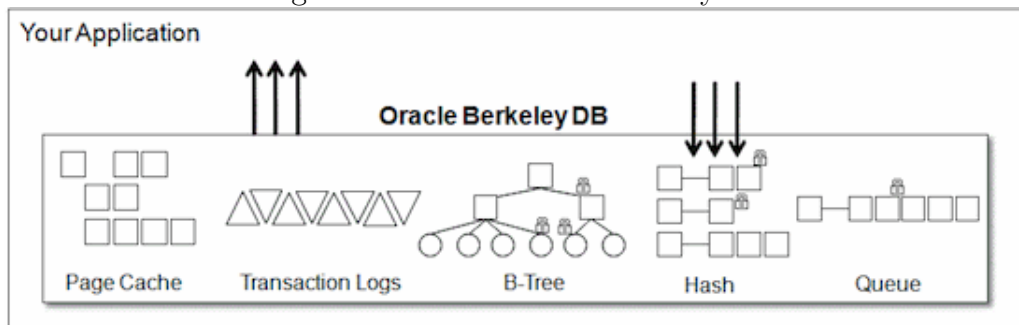 Your Application
Oracle Berkeley DB
Page Cache
Transaction Logs
B-Tree
Hash
Queue